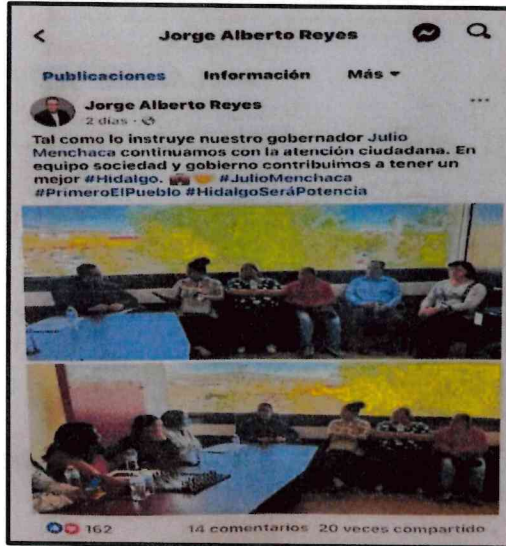 Jorge Alberto Reyes
Publicaciones Información Más
Jorge Alberto Reyes
2 días
Tal como lo instruye nuestro gobernador Julio
Menchaca continuamos con la atención ciudadana. En
equipo sociedad y gobierno contribuimos a tener un
mejor #Hidalgo. #JulioMenchaca
#PrimeroElPueblo #HidalgoSeráPotencia
162 14 comentarios 20 veces compartido